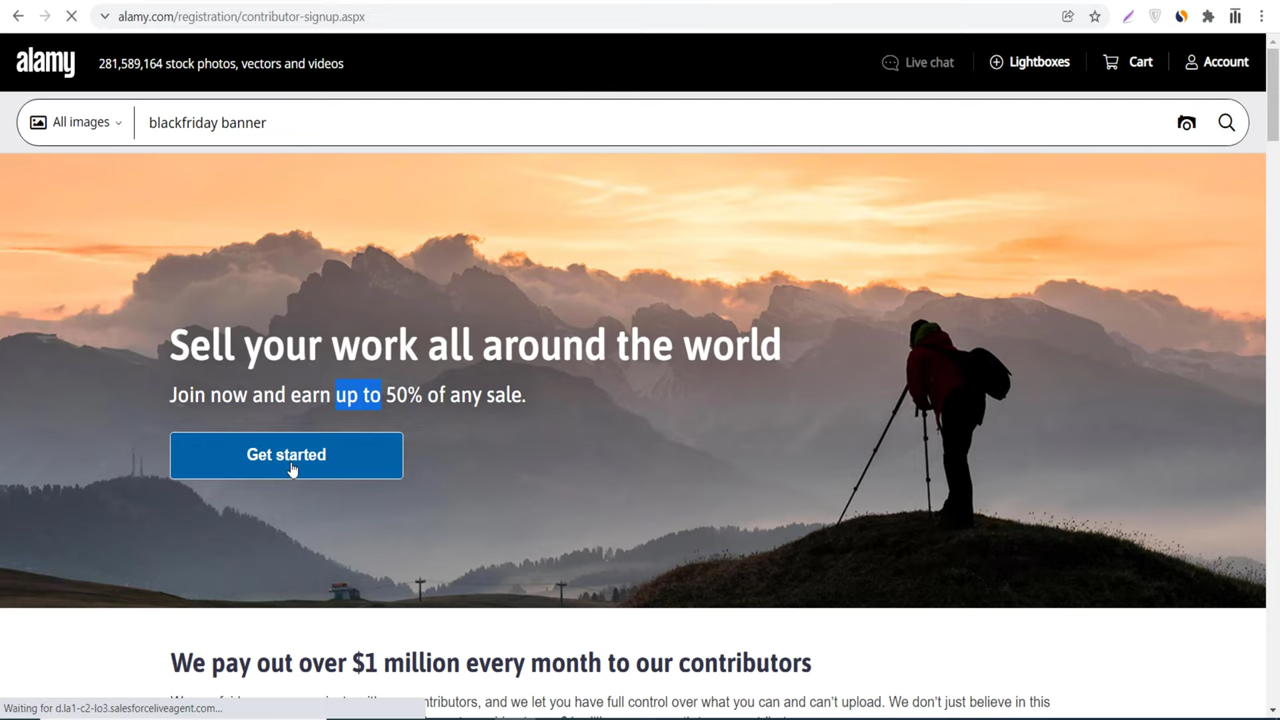 alamy.com/registration/contributor-signup.aspx
alamy 281,589,164 stock photos, vectors and videos Live chat Lightboxes Cart Account
All images blackfriday banner
Sell your work all around the world
Join now and earn up to 50% of any sale.
Get started
We pay out over $1 million every month to our contributors
ntributors, and we let you have full control over what you can and can't upload. We don't just believe in this
Waiting for d.la1-c2-lo3.salesforceliveagent.com...